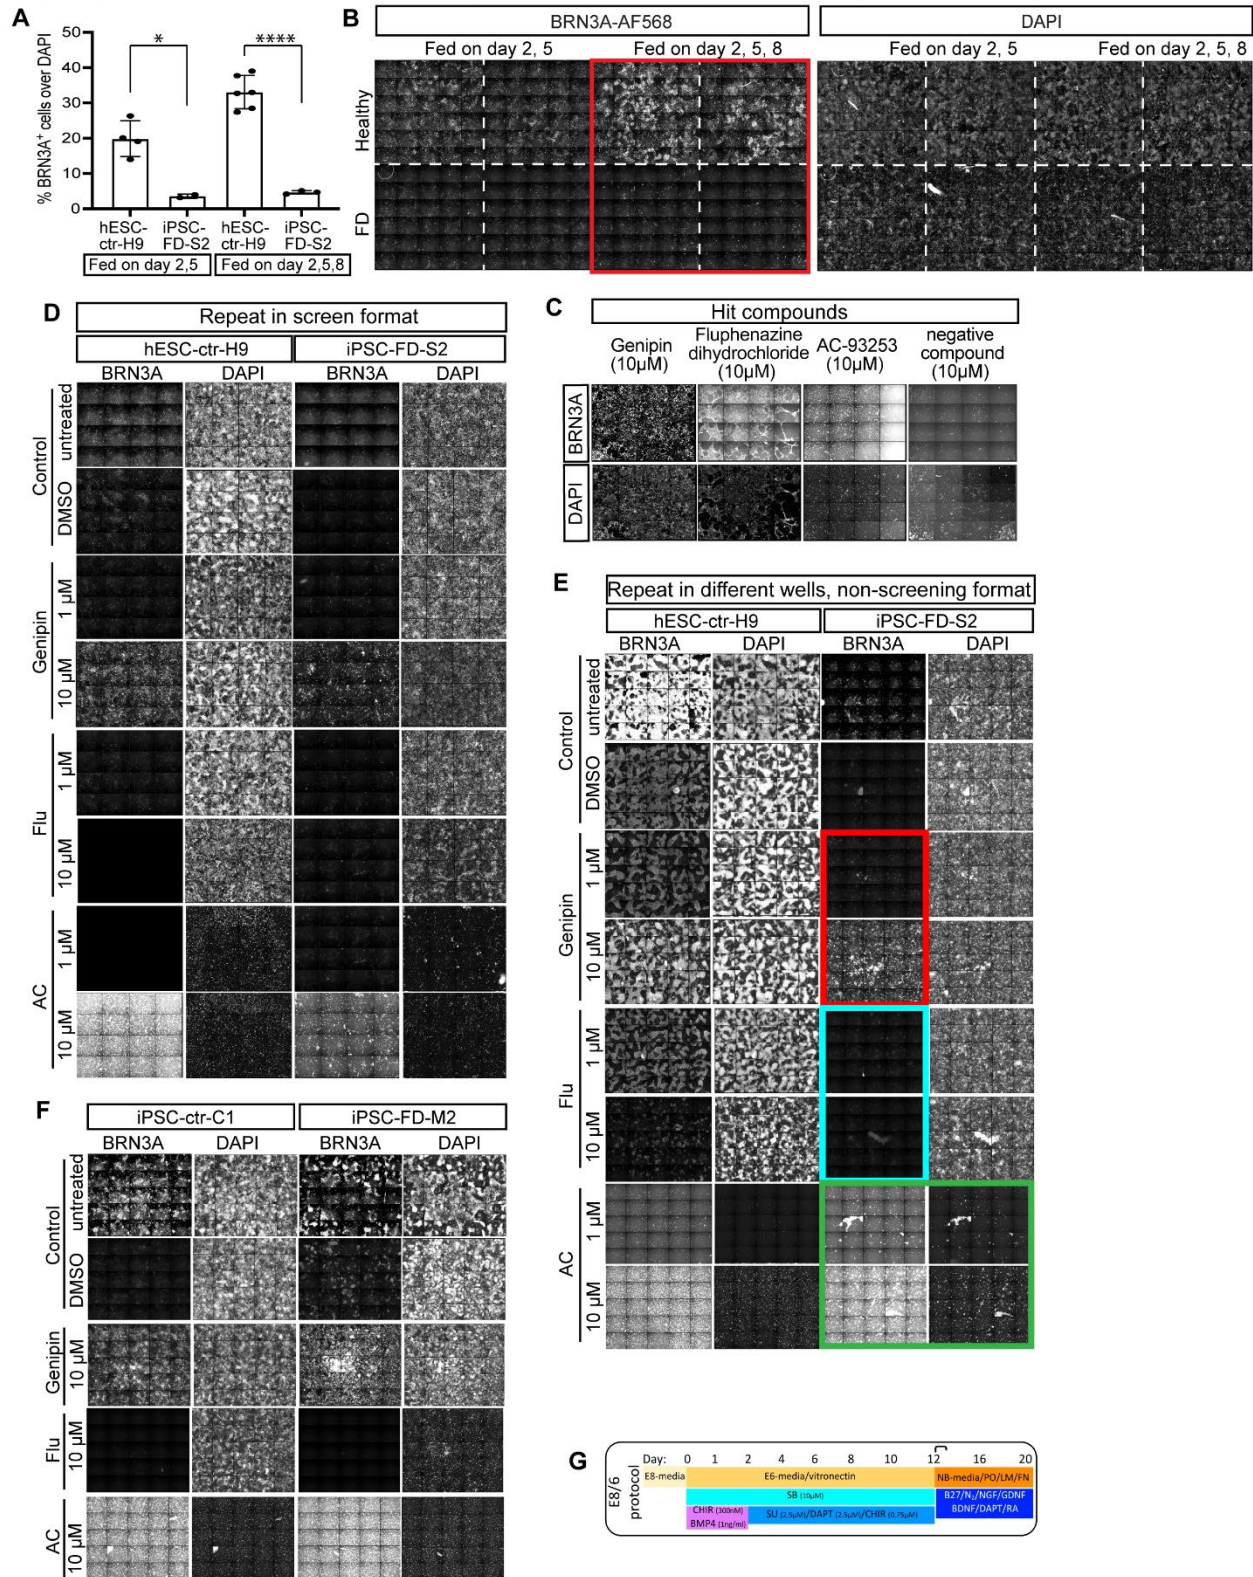 A
% BRN3A⁺ cells over DAPI
50
40
30
20
10
0
*
****
hESC-ctr-H9
iPSC-FD-S2
hESC-ctr-H9
iPSC-FD-S2
Fed on day 2,5
Fed on day 2,5,8
B
BRN3A-AF568
DAPI
Fed on day 2, 5
Fed on day 2, 5, 8
Fed on day 2, 5
Fed on day 2, 5, 8
Healthy
FD
C
Hit compounds
Genipin (10μM)
Fluphenazine dihydrochloride (10μM)
AC-93253 (10μM)
negative compound (10μM)
BRN3A
DAPI
D
Repeat in screen format
hESC-ctr-H9
iPSC-FD-S2
BRN3A
DAPI
BRN3A
DAPI
Control
untreated
DMSO
Genipin
1 μM
10 μM
Flu
1 μM
10 μM
AC
1 μM
10 μM
E
Repeat in different wells, non-screening format
hESC-ctr-H9
iPSC-FD-S2
BRN3A
DAPI
BRN3A
DAPI
Control
untreated
DMSO
Genipin
1 μM
10 μM
Flu
1 μM
10 μM
AC
1 μM
10 μM
F
iPSC-ctr-C1
iPSC-FD-M2
BRN3A
DAPI
BRN3A
DAPI
Control
untreated
DMSO
Genipin
10 μM
Flu
10 μM
AC
10 μM
G
E8/6 protocol
Day: 0 1 2 4 6 8 12 16 20
E8-media
E6-media/vitronectin
NB-media/PO/LM/FN
SB (10μM)
B27/N₂/NGF/GDNF
BDNF/DAPT/RA
CHIR (300nM)
BMP4 (1ng/ml)
SU (2.5μM)/DAPT (2.5μM)/CHIR (0.75μM)